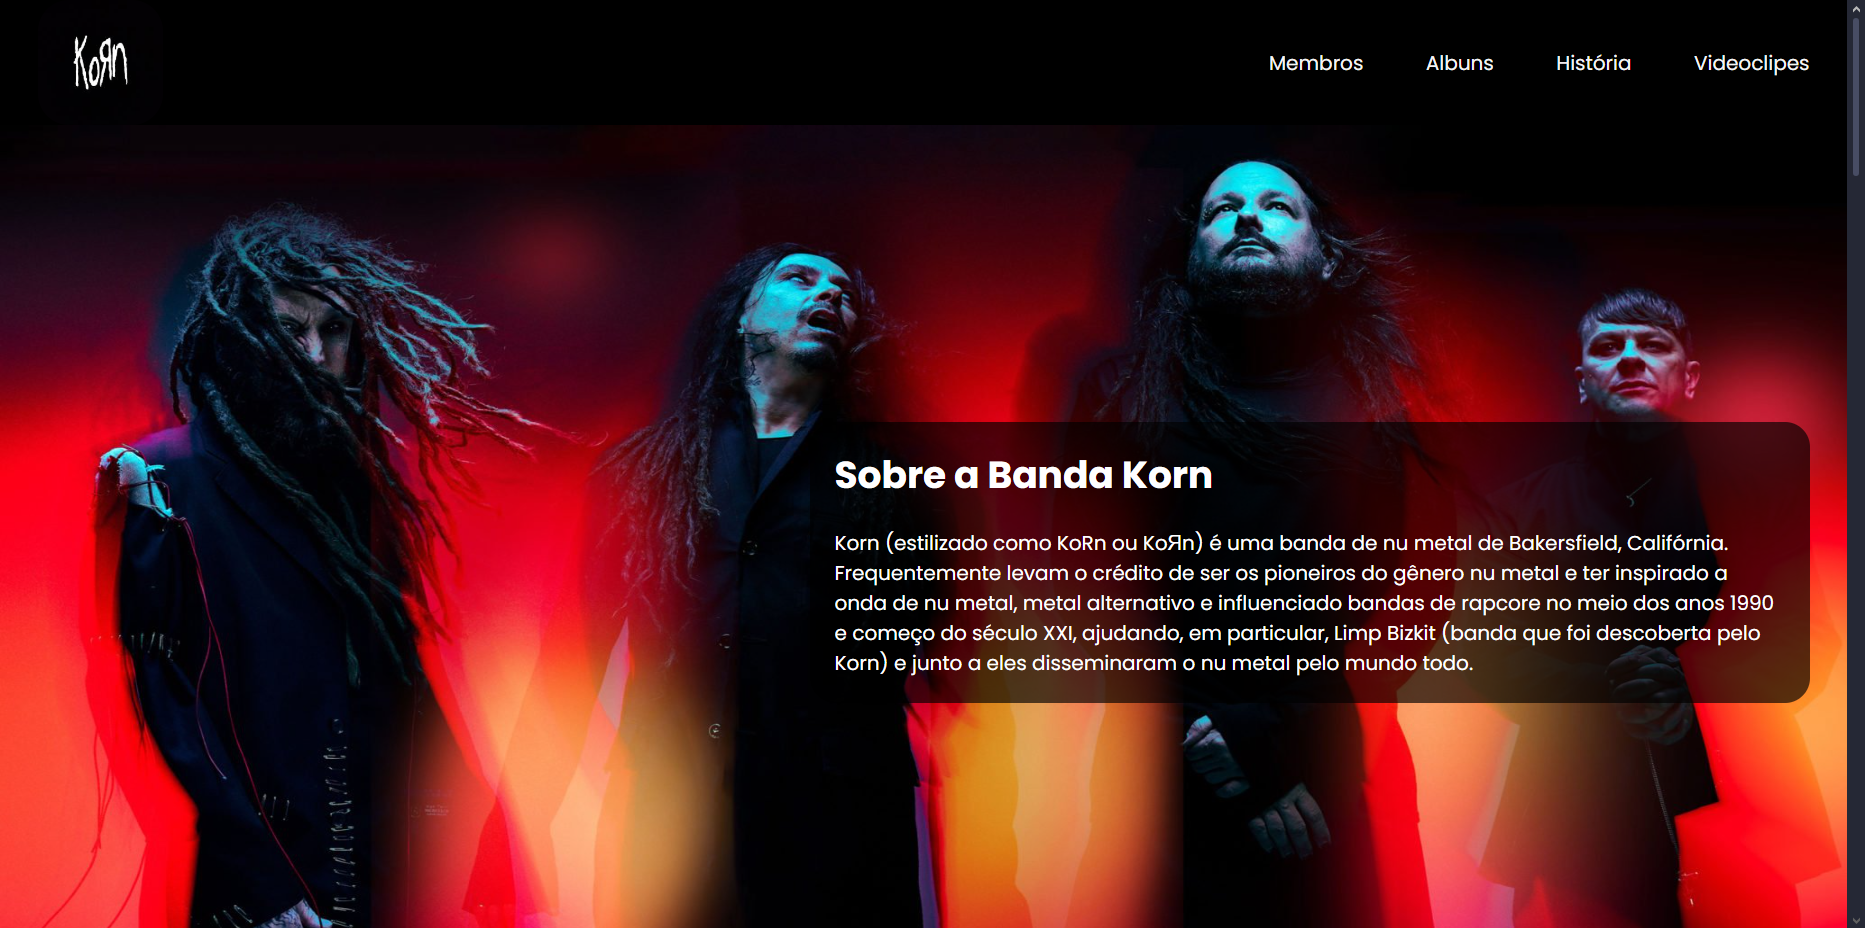 KoЯn
Membros
Albuns
História
Videoclipes
Sobre a Banda Korn
Korn (estilizado como KoRn ou KoЯn) é uma banda de nu metal de Bakersfield, Califórnia.
Frequentemente levam o crédito de ser os pioneiros do gênero nu metal e ter inspirado a
onda de nu metal, metal alternativo e influenciado bandas de rapcore no meio dos anos 1990
e começo do século XXI, ajudando, em particular, Limp Bizkit (banda que foi descoberta pelo
Korn) e junto a eles disseminaram o nu metal pelo mundo todo.